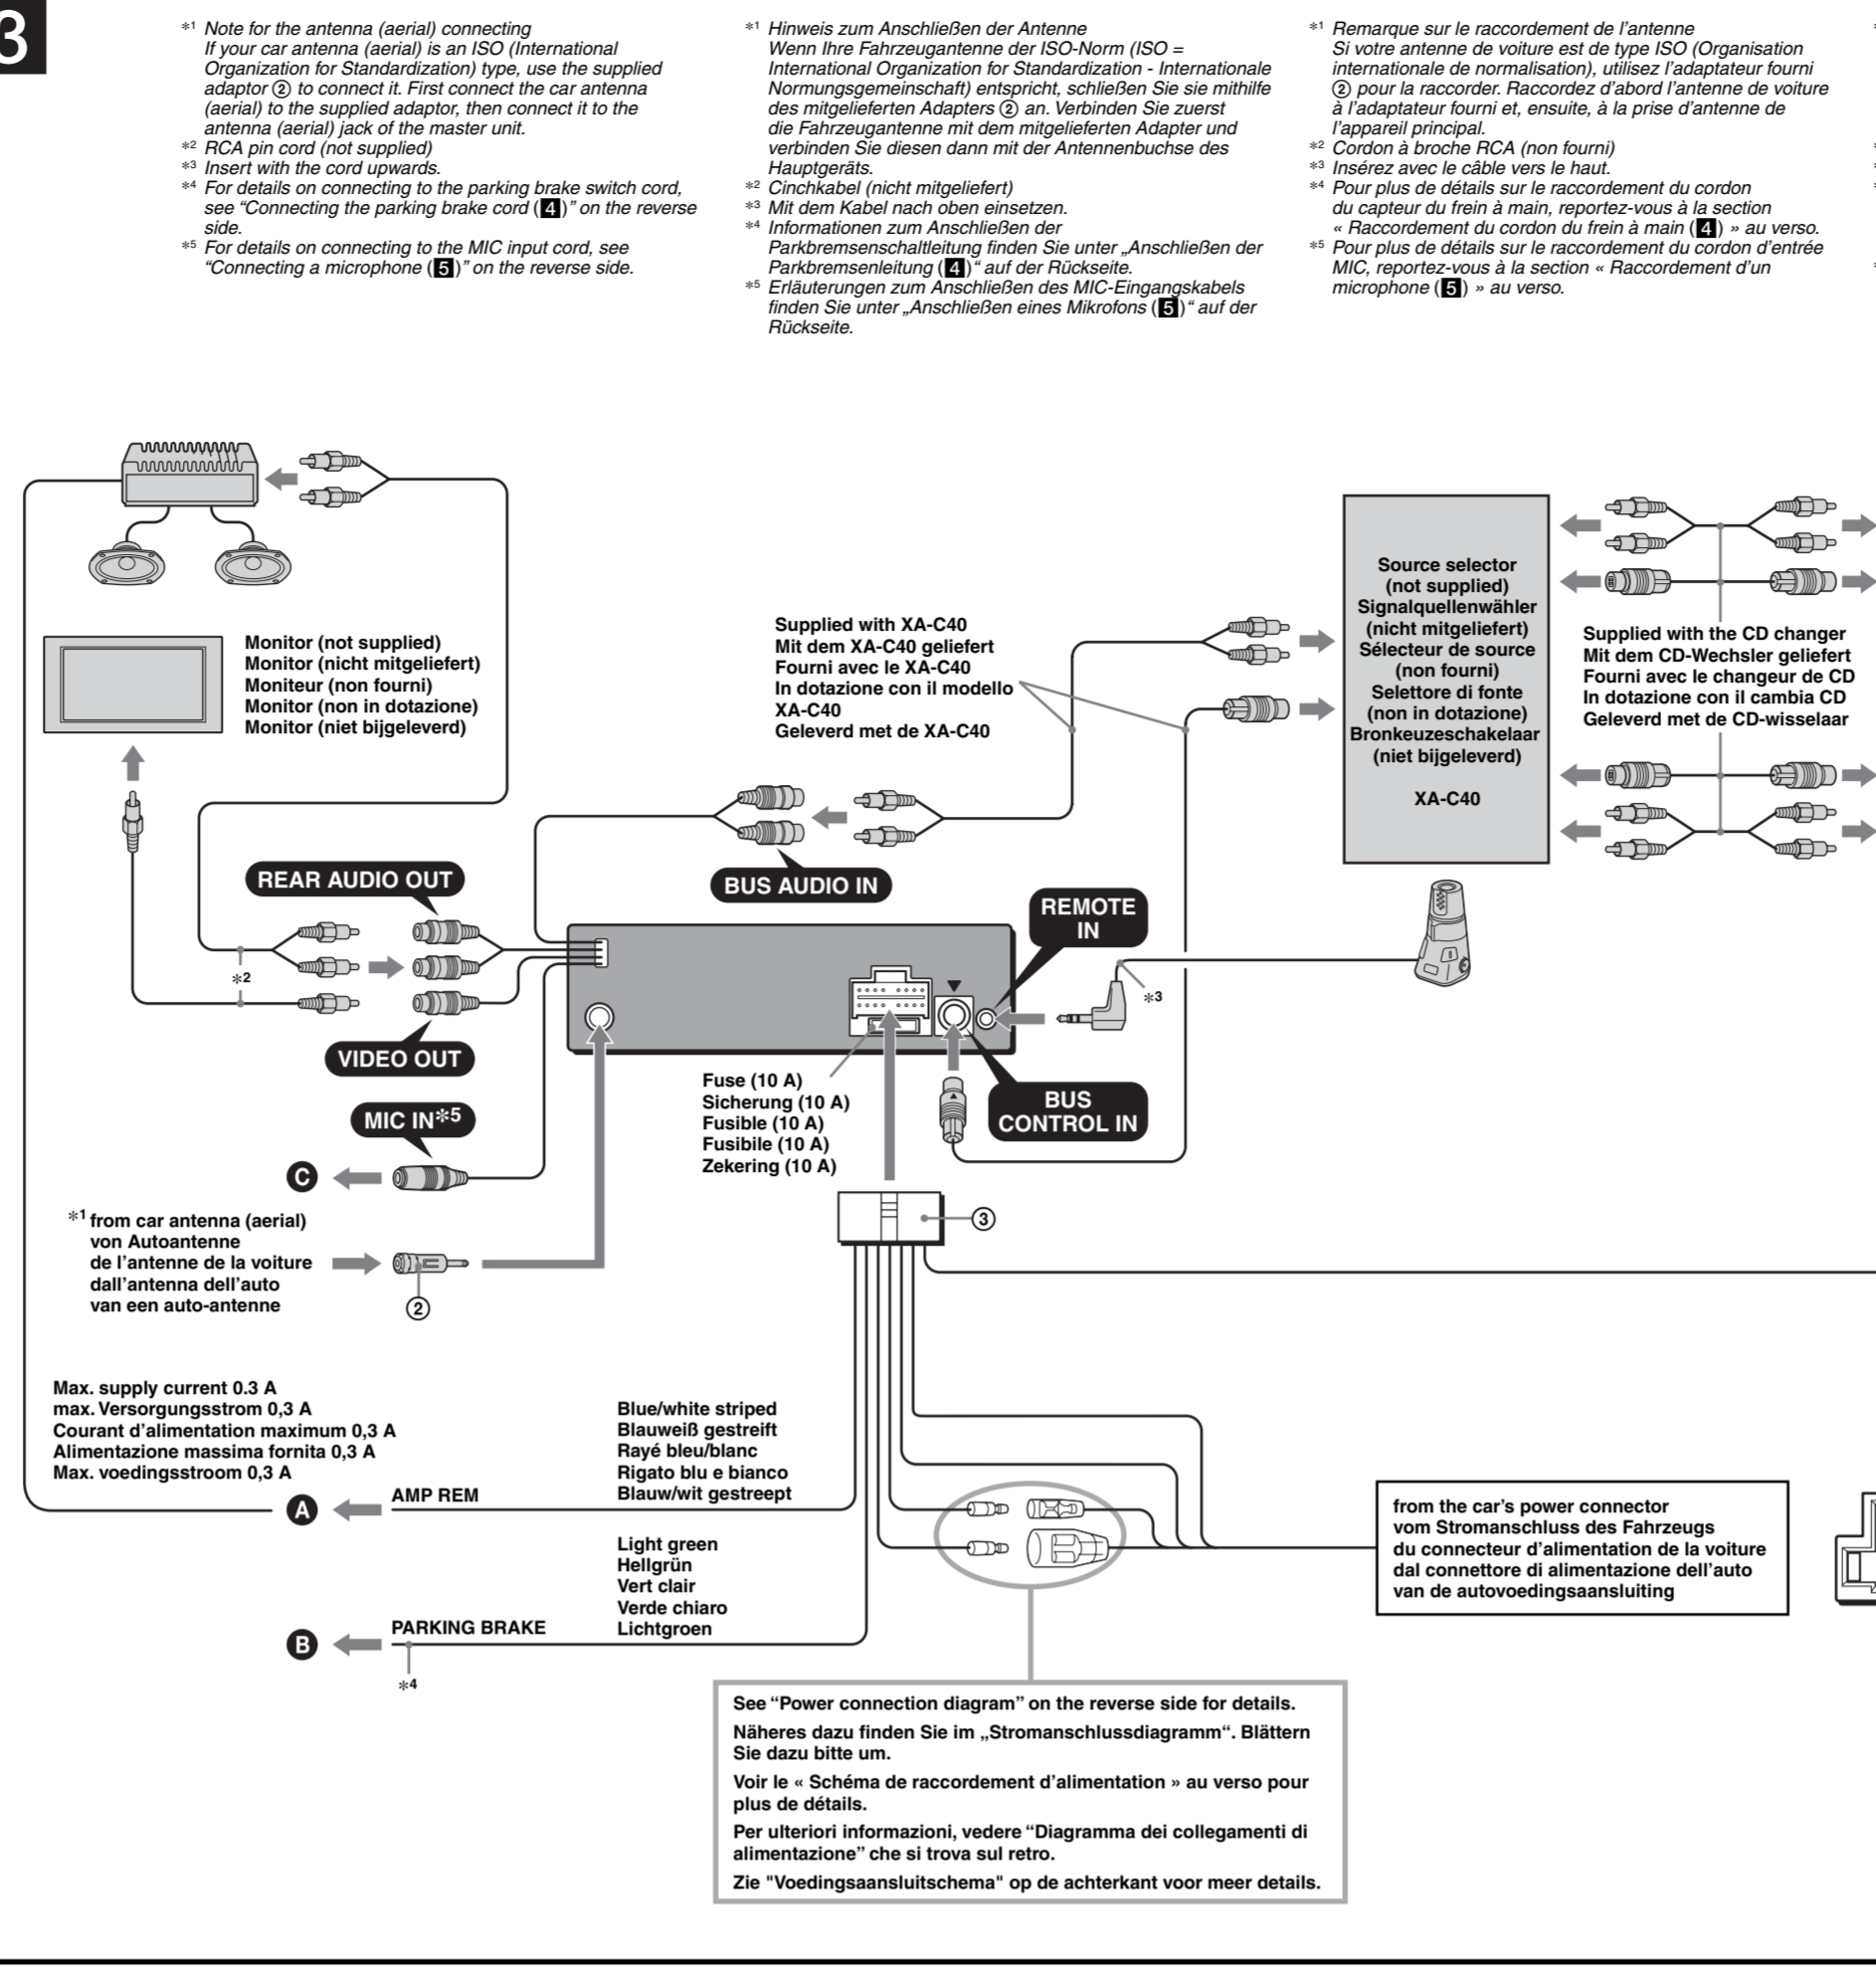 3
*1 Note for the antenna (aerial) connecting
If your car antenna (aerial) is an ISO (International
Organization for Standardization) type, use the supplied
adaptor ② to connect it. First connect the car antenna
(aerial) to the supplied adaptor, then connect it to the
antenna (aerial) jack of the master unit.
*2 RCA pin cord (not supplied)
*3 Insert with the cord upwards.
*4 For details on connecting to the parking brake switch cord,
see “Connecting the parking brake cord (4)” on the reverse
side.
*5 For details on connecting to the MIC input cord, see
“Connecting a microphone (5)” on the reverse side.
*1 Hinweis zum Anschließen der Antenne
Wenn Ihre Fahrzeugantenne der ISO-Norm (ISO =
International Organization for Standardization - Internationale
Normungsgemeinschaft) entspricht, schließen Sie sie mithilfe
des mitgelieferten Adapters ② an. Verbinden Sie zuerst
die Fahrzeugantenne mit dem mitgelieferten Adapter und
verbinden Sie diesen dann mit der Antennenbuchse des
Hauptgeräts.
*2 Cinchkabel (nicht mitgeliefert)
*3 Mit dem Kabel nach oben einsetzen.
*4 Informationen zum Anschließen der
Parkbremsenschaltleitung finden Sie unter „Anschließen der
Parkbremsenleitung (4)“ auf der Rückseite.
*5 Erläuterungen zum Anschließen des MIC-Eingangskabels
finden Sie unter „Anschließen eines Mikrofons (5)“ auf der
Rückseite.
*1 Remarque sur le raccordement de l’antenne
Si votre antenne de voiture est de type ISO (Organisation
internationale de normalisation), utilisez l’adaptateur fourni
② pour la raccorder. Raccordez d’abord l’antenne de voiture
à l’adaptateur fourni et, ensuite, à la prise d’antenne de
l’appareil principal.
*2 Cordon à broche RCA (non fourni)
*3 Insérez avec le câble vers le haut.
*4 Pour plus de détails sur le raccordement du cordon
du capteur du frein à main, reportez-vous à la section
« Raccordement du cordon du frein à main (4) » au verso.
*5 Pour plus de détails sur le raccordement du cordon d’entrée
MIC, reportez-vous à la section « Raccordement d’un
microphone (5) » au verso.
Monitor (not supplied)
Monitor (nicht mitgeliefert)
Moniteur (non fourni)
Monitor (non in dotazione)
Monitor (niet bijgeleverd)
Supplied with XA-C40
Mit dem XA-C40 geliefert
Fourni avec le XA-C40
In dotazione con il modello
XA-C40
Geleverd met de XA-C40
Source selector
(not supplied)
Signalquellenwähler
(nicht mitgeliefert)
Sélecteur de source
(non fourni)
Selettore di fonte
(non in dotazione)
Bronkeuzeschakelaar
(niet bijgeleverd)
XA-C40
Supplied with the CD changer
Mit dem CD-Wechsler geliefert
Fourni avec le changeur de CD
In dotazione con il cambia CD
Geleverd met de CD-wisselaar
REAR AUDIO OUT
BUS AUDIO IN
REMOTE
IN
*2
*3
VIDEO OUT
Fuse (10 A)
Sicherung (10 A)
Fusible (10 A)
Fusibile (10 A)
Zekering (10 A)
BUS
CONTROL IN
MIC IN*5
C
③
*1 from car antenna (aerial)
von Autoantenne
de l’antenne de la voiture
dall’antenna dell’auto
van een auto-antenne
②
Max. supply current 0.3 A
max. Versorgungsstrom 0,3 A
Courant d’alimentation maximum 0,3 A
Alimentazione massima fornita 0,3 A
Max. voedingsstroom 0,3 A
Blue/white striped
Blauweiß gestreift
Rayé bleu/blanc
Rigato blu e bianco
Blauw/wit gestreept
A
AMP REM
Light green
Hellgrün
Vert clair
Verde chiaro
Lichtgroen
B
PARKING BRAKE
*4
from the car’s power connector
vom Stromanschluss des Fahrzeugs
du connecteur d’alimentation de la voiture
dal connettore di alimentazione dell’auto
van de autovoedingsaansluiting
See “Power connection diagram” on the reverse side for details.
Näheres dazu finden Sie im „Stromanschlussdiagramm“. Blättern
Sie dazu bitte um.
Voir le « Schéma de raccordement d’alimentation » au verso pour
plus de détails.
Per ulteriori informazioni, vedere “Diagramma dei collegamenti di
alimentazione” che si trova sul retro.
Zie "Voedingsaansluitschema" op de achterkant voor meer details.